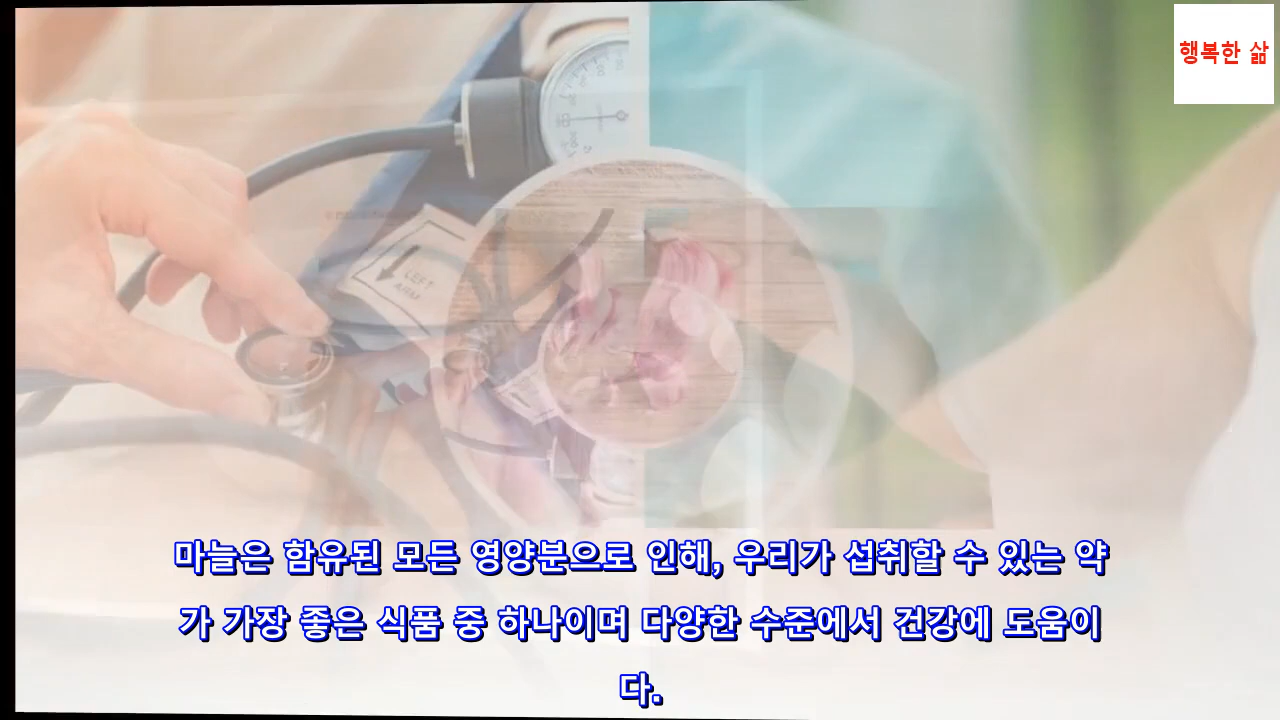 행복한 삶
LEFT
마늘은 함유된 모든 영양분으로 인해, 우리가 섭취할 수 있는 약
가 가장 좋은 식품 중 하나이며 다양한 수준에서 건강에 도움이
다.